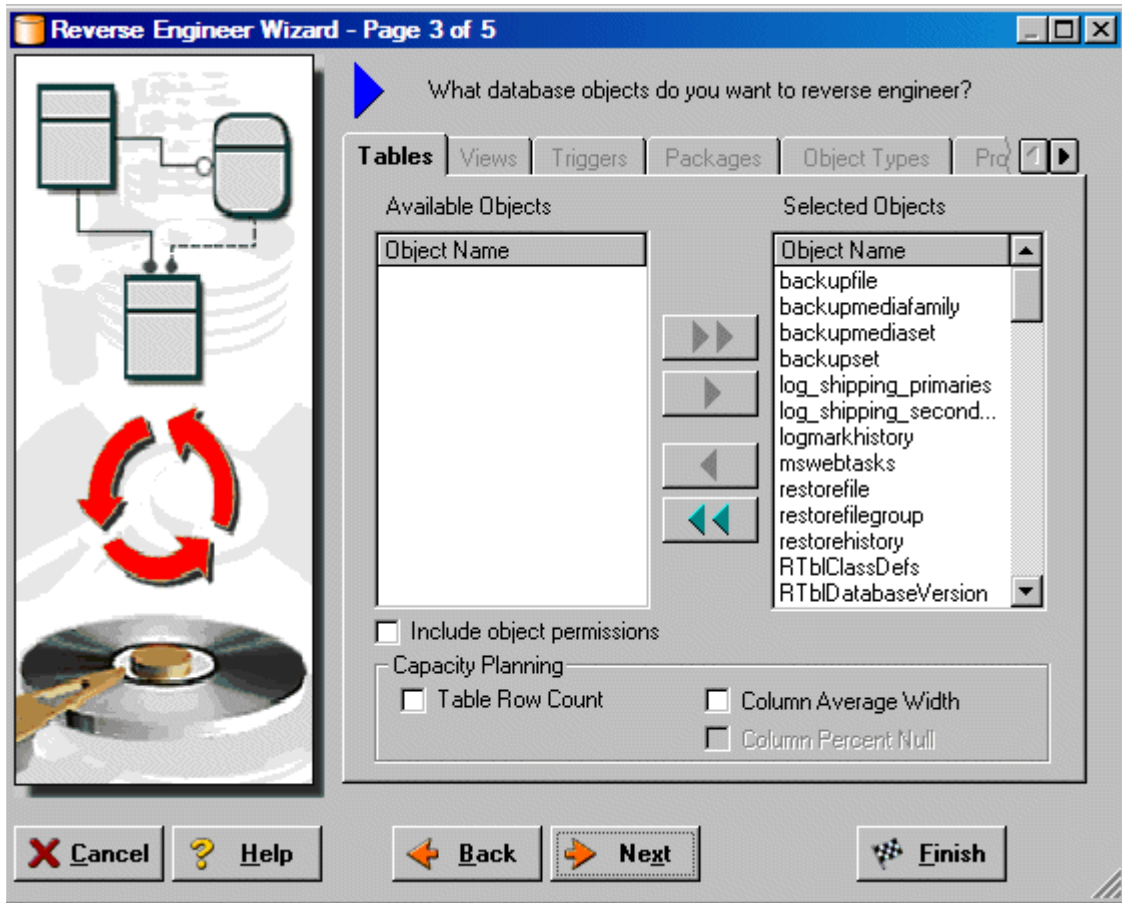 Reverse Engineer Wizard - Page 3 of 5
What database objects do you want to reverse engineer?
Tables Views Triggers Packages Object Types Pro
Available Objects Selected Objects
Object Name Object Name
backupfile
backupmediafamily
backupmediaset
backupset
log_shipping_primaries
log_shipping_second...
logmarkhistory
mswebtasks
restorefile
restorefilegroup
restorehistory
RTblClassDefs
RTblDatabaseVersion
Include object permissions
Capacity Planning
Table Row Count Column Average Width
Column Percent Null
Cancel Help Back Next Finish